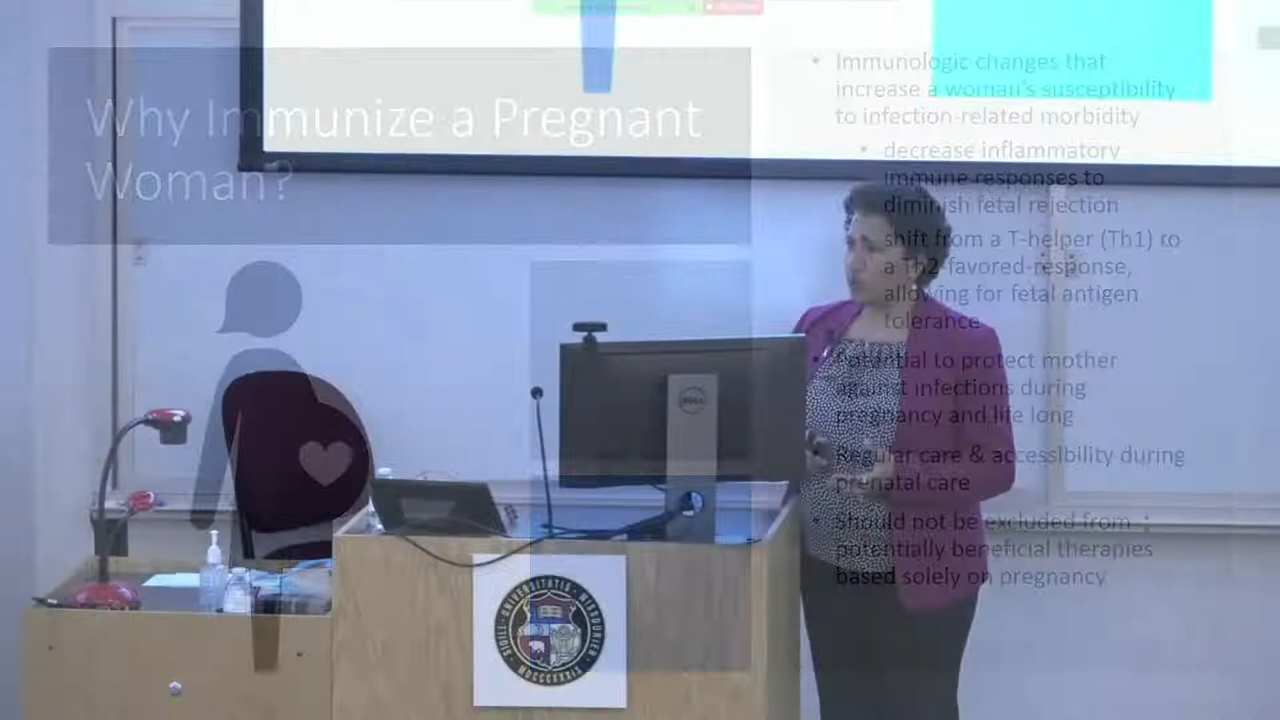 Why Immunize a Pregnant
Woman?
• Immunologic changes that
increase a woman's susceptibility
to infection-related morbidity
• decrease inflammatory
immune responses to
diminish fetal rejection
shift from a T-helper (Th1) to
a Th2-favored-response,
allowing for fetal antigen
tolerance
• Potential to protect mother
against infections during
pregnancy and life long
Regular care & accessibility during
prenatal care
• Should not be excluded from
potentially beneficial therapies
based solely on pregnancy
DELL